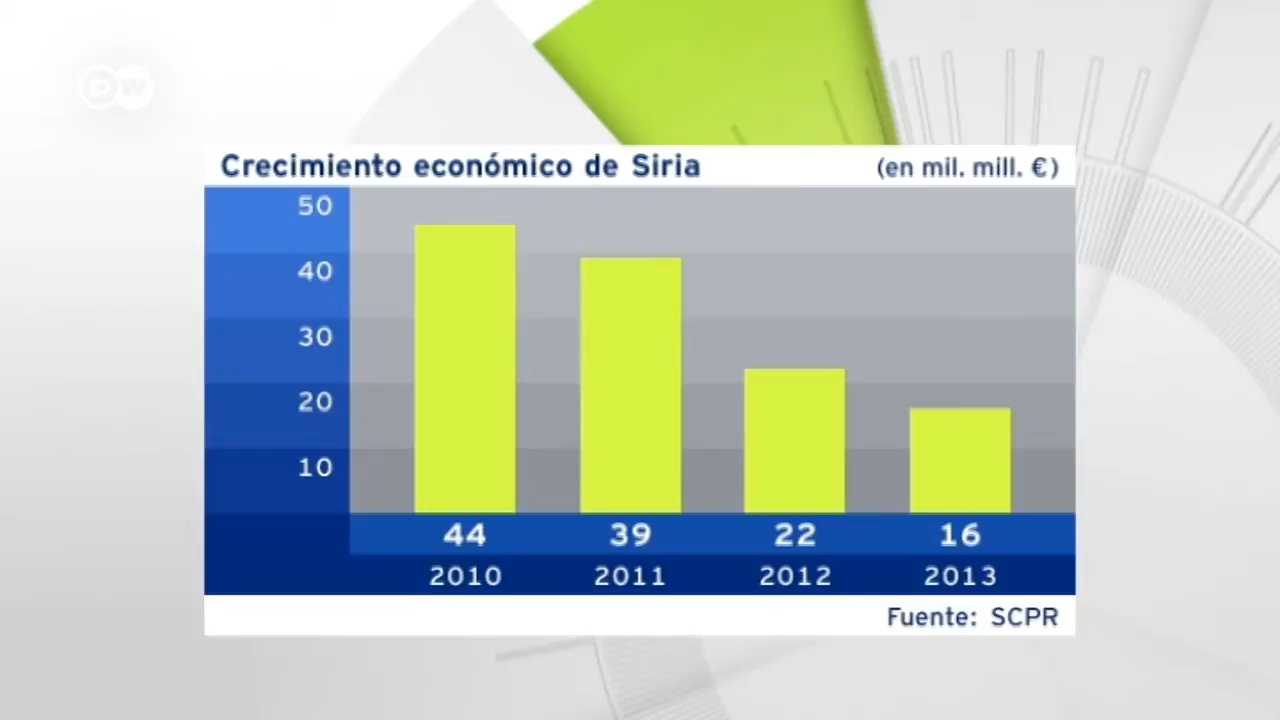 DW
Crecimiento económico de Siria (en mil. mill. €)
50
40
30
20
10
44 39 22 16
2010 2011 2012 2013
Fuente: SCPR